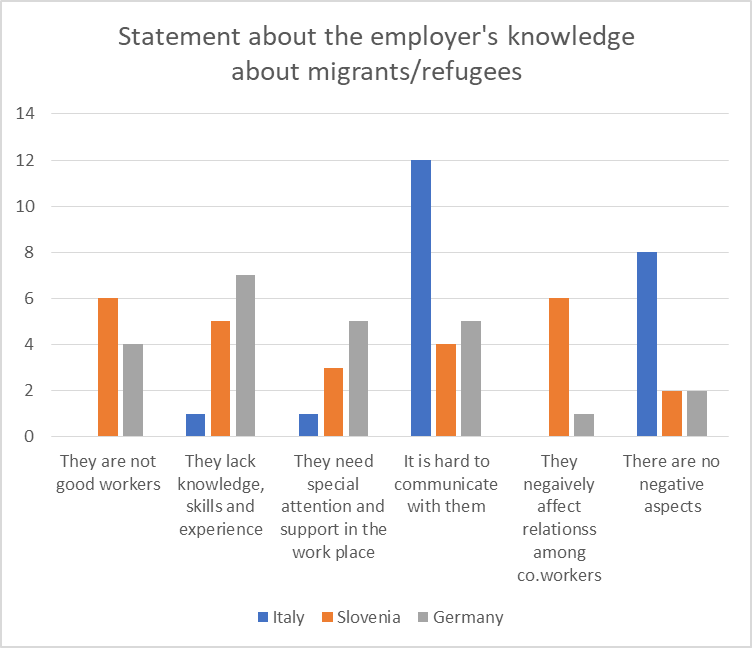 Statement about the employer's knowledge
about migrants/refugees
14
12
10
8
6
4
2
0
They are not
good workers
They lack
knowledge,
skills and
experience
They need
special
attention and
support in the
work place
It is hard to
communicate
with them
They
negaively
affect
relationss
among
co.workers
There are no
negative
aspects
Italy
Slovenia
Germany